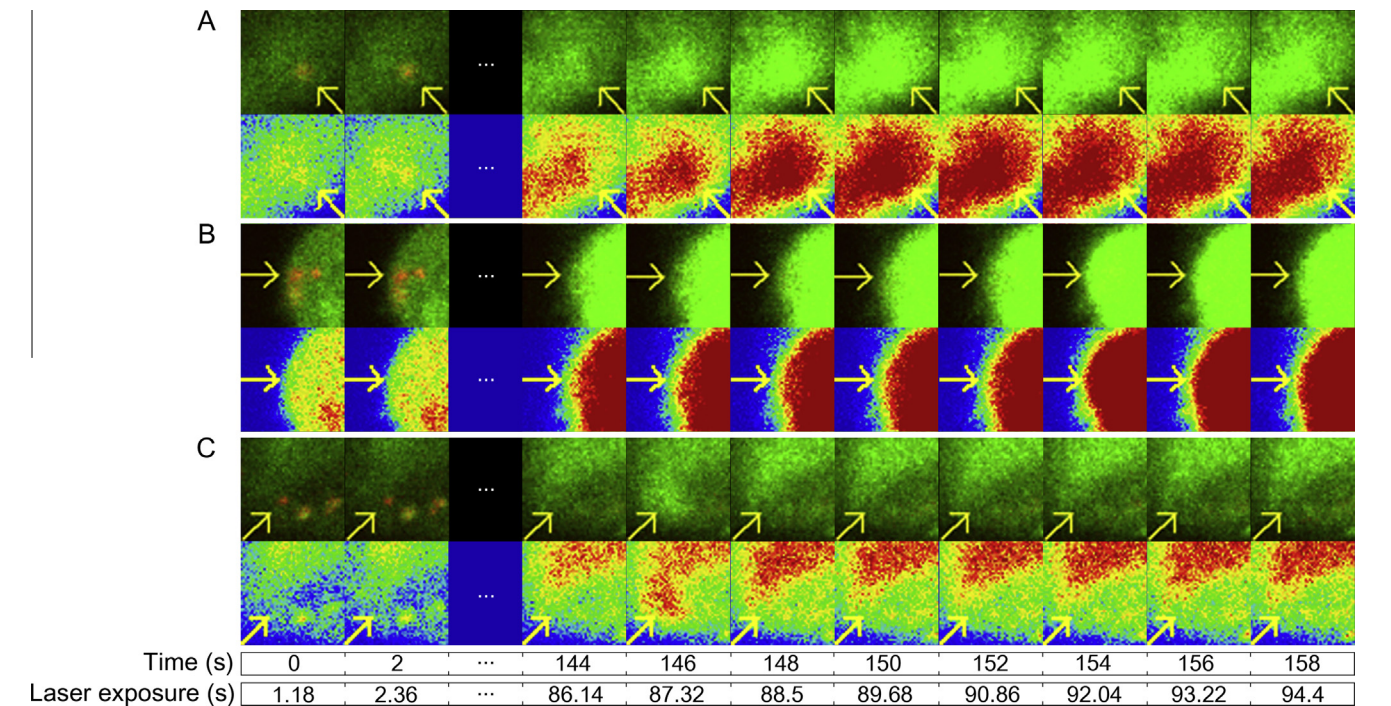 A
...
...
B
...
...
C
...
...
Time (s) 0 2 ... 144 146 148 150 152 154 156 158
Laser exposure (s) 1.18 2.36 ... 86.14 87.32 88.5 89.68 90.86 92.04 93.22 94.4